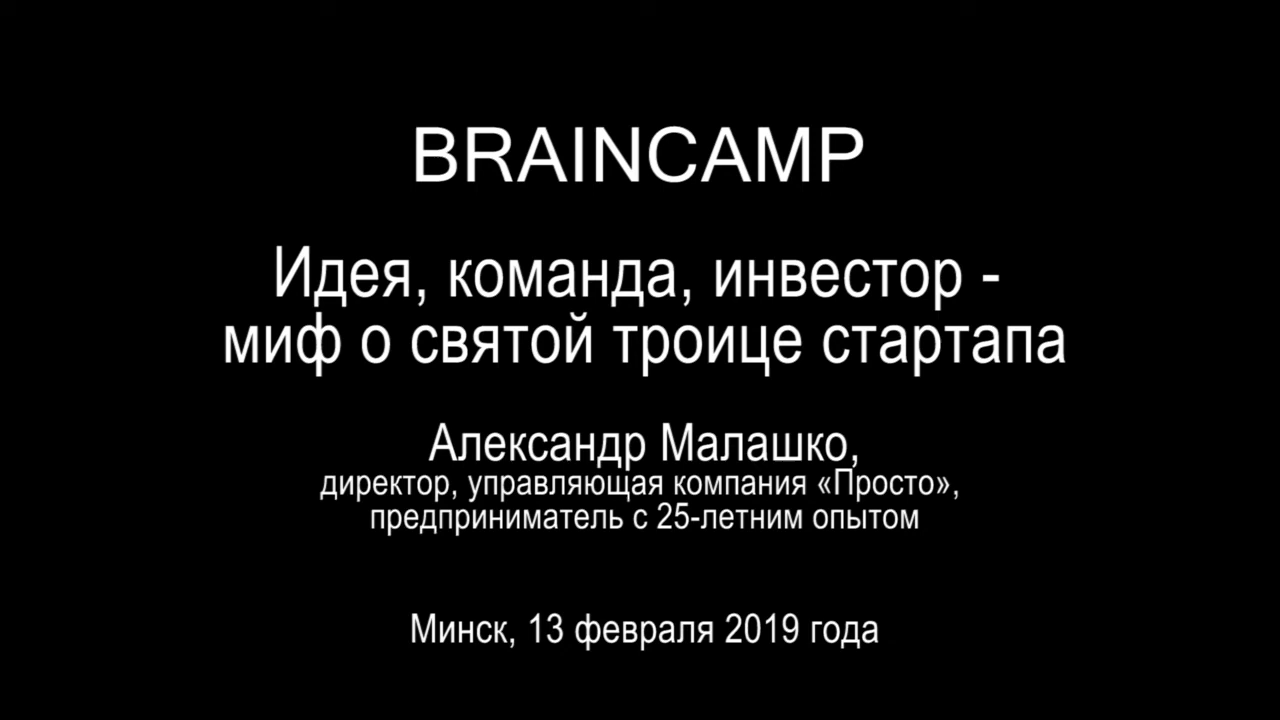 BRAINCAMP
Идея, команда, инвестор -
миф о святой троице стартапа
Александр Малашко,
директор, управляющая компания «Просто»,
предприниматель с 25-летним опытом
Минск, 13 февраля 2019 года